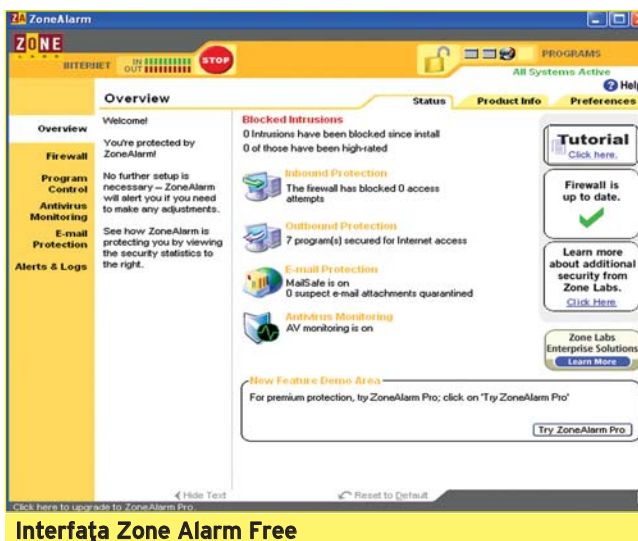 ZA ZoneAlarm
ZONE
LABS
INTERNET
IN
OUT
STOP
PROGRAMS
All Systems Active
Help
Overview
Status
Product Info
Preferences
Overview
Firewall
Program
Control
Antivirus
Monitoring
E-mail
Protection
Alerts & Logs
Welcome!
You're protected by
ZoneAlarm!
No further setup is
necessary – ZoneAlarm
will alert you if you need
to make any adjustments.
See how ZoneAlarm is
protecting you by viewing
the security statistics to
the right.
Blocked Intrusions
0 Intrusions have been blocked since install
0 of those have been high-rated
Inbound Protection
The firewall has blocked 0 access
attempts
Outbound Protection
7 program(s) secured for Internet access
E-mail Protection
MailSafe is on
0 suspect e-mail attachments quarantined
Antivirus Monitoring
AV monitoring is on
Tutorial
Click here.
Firewall is
up to date.
Learn more
about additional
security from
Zone Labs.
Click Here
Zone Labs
Enterprise Solutions
Learn More
New Feature Demo Area
For premium protection, try ZoneAlarm Pro; click on 'Try ZoneAlarm Pro'
Try ZoneAlarm Pro
Hide Text
Reset to Default
Click here to upgrade to ZoneAlarm Pro.
Interfaţa Zone Alarm Free